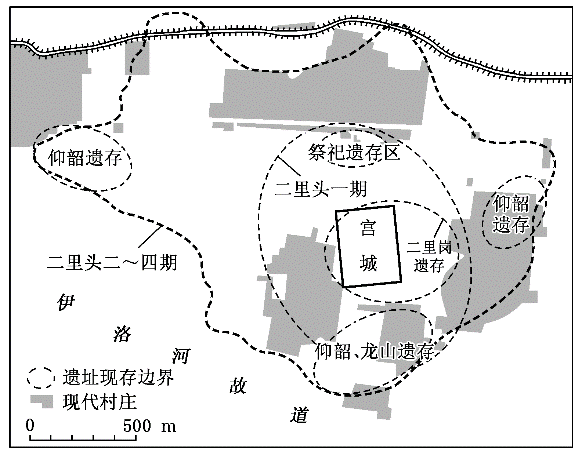 祭祀遗存区
仰韶遗存
二里头一期
仰韶
遗存
宫
城
二里岗
遗存
二里头二~四期
伊
洛
河
故
道
仰韶、龙山遗存
遗址现存边界
现代村庄
0 500 m